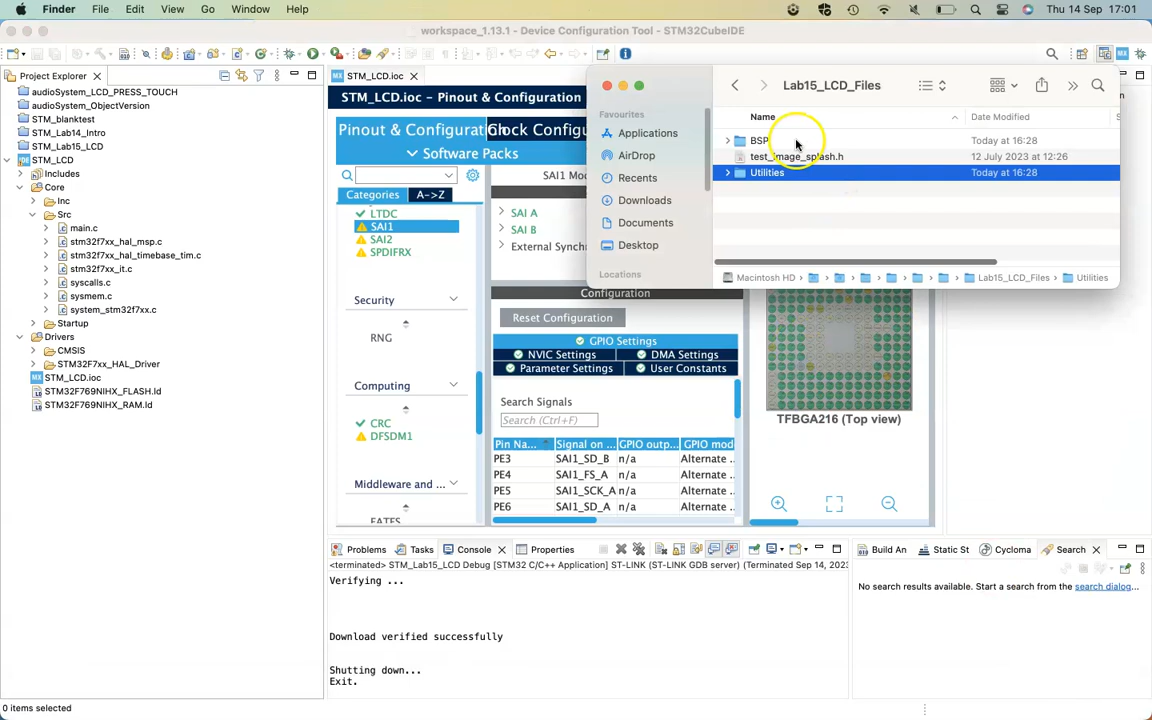 Finder File Edit View Go Window Help Thu 14 Sep 17:01
workspace_1.13.1 - Device Configuration Tool - STM32CubeIDE
Project Explorer
audioSystem_LCD_PRESS_TOUCH
audioSystem_ObjectVersion
STM_blanktest
STM_Lab14_Intro
STM_Lab15_LCD
STM_LCD
Includes
Core
Inc
Src
main.c
stm32f7xx_hal_msp.c
stm32f7xx_hal_timebase_tim.c
stm32f7xx_it.c
syscalls.c
sysmem.c
system_stm32f7xx.c
Startup
Drivers
CMSIS
STM32F7xx_HAL_Driver
STM_LCD.ioc
STM32F769NIHX_FLASH.ld
STM32F769NIHX_RAM.ld
STM_LCD.ioc
STM_LCD.ioc - Pinout & Configuration
Pinout & Configurati
Clock Configu
Software Packs
SAI1 Mo
Categories A->Z
LTDC
SAI1
SAI2
SPDIFRX
Security
RNG
Computing
CRC
DFSDM1
Middleware and ...
FATFS
SAI A
SAI B
External Synchr
Configuration
Reset Configuration
GPIO Settings
NVIC Settings DMA Settings
Parameter Settings User Constants
Search Signals
Search (Ctrl+F)
Pin Na... Signal on ... GPIO outp... GPIO mod
PE3 SAI1_SD_B n/a Alternate ..
PE4 SAI1_FS_A n/a Alternate ..
PE5 SAI1_SCK_A n/a Alternate ..
PE6 SAI1_SD_A n/a Alternate ..
TFBGA216 (Top view)
Lab15_LCD_Files
Favourites
Applications
AirDrop
Recents
Downloads
Documents
Desktop
Locations
Name Date Modified S
BSP Today at 16:28
test_image_splash.h 12 July 2023 at 12:26
Utilities Today at 16:28
Macintosh HD Lab15_LCD_Files Utilities
Problems Tasks Console Properties
<terminated> STM_Lab15_LCD Debug [STM32 C/C++ Application] ST-LINK (ST-LINK GDB server) (Terminated Sep 14, 2023
Verifying ...
Download verified successfully
Shutting down...
Exit.
Build An Static St Cycloma Search
No search results available. Start a search from the search dialog...
0 items selected